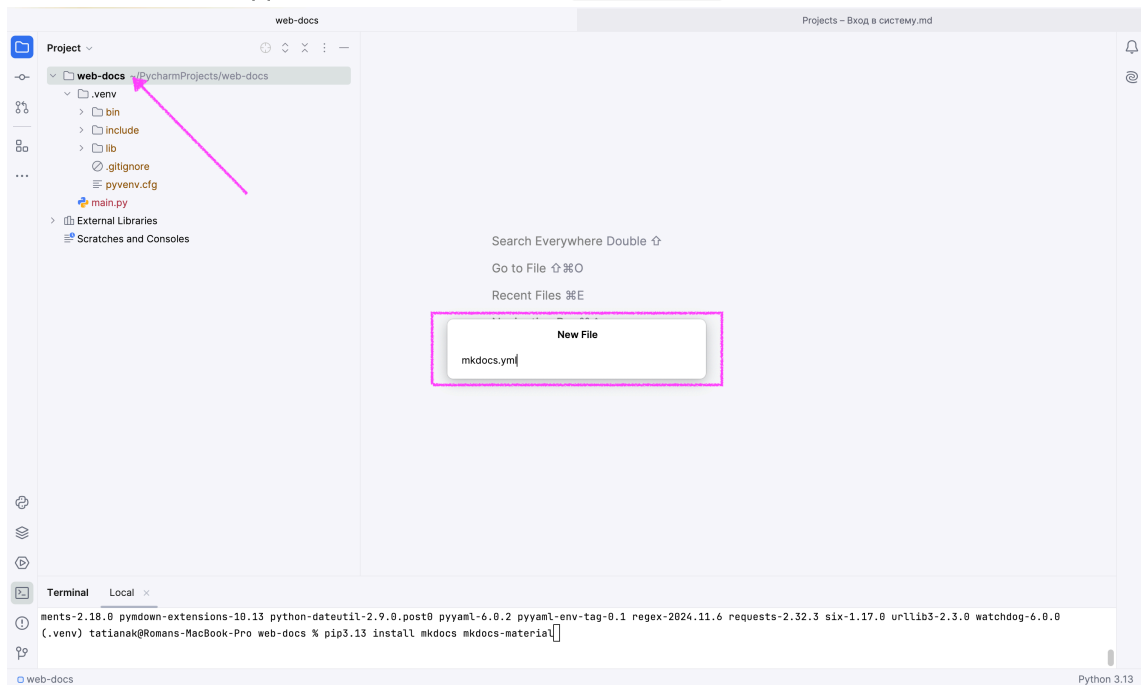 web-docs
Projects – Вход в систему.md
Project
web-docs ~/PycharmProjects/web-docs
.venv
bin
include
lib
.gitignore
pyvenv.cfg
main.py
External Libraries
Scratches and Consoles
Search Everywhere Double ⇧
Go to File ⇧⌘O
Recent Files ⌘E
New File
mkdocs.yml
Terminal Local ×
ments-2.18.0 pymdown-extensions-10.13 python-dateutil-2.9.0.post0 pyyaml-6.0.2 pyyaml-env-tag-0.1 regex-2024.11.6 requests-2.32.3 six-1.17.0 urllib3-2.3.0 watchdog-6.0.0
(.venv) tatianak@Romans-MacBook-Pro web-docs % pip3.13 install mkdocs mkdocs-material
web-docs
Python 3.13